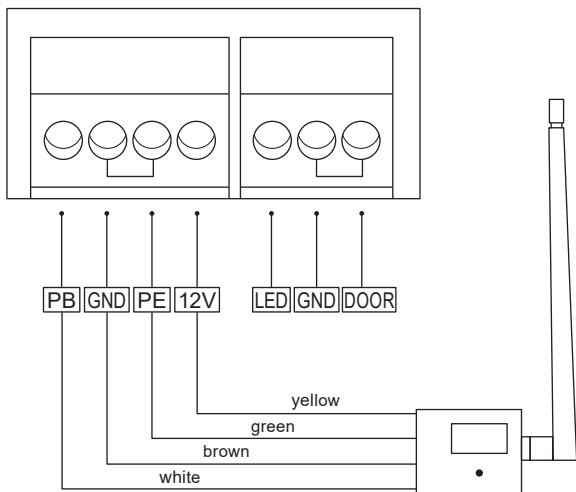 PB GND PE 12V LED GND DOOR
yellow
green
brown
white